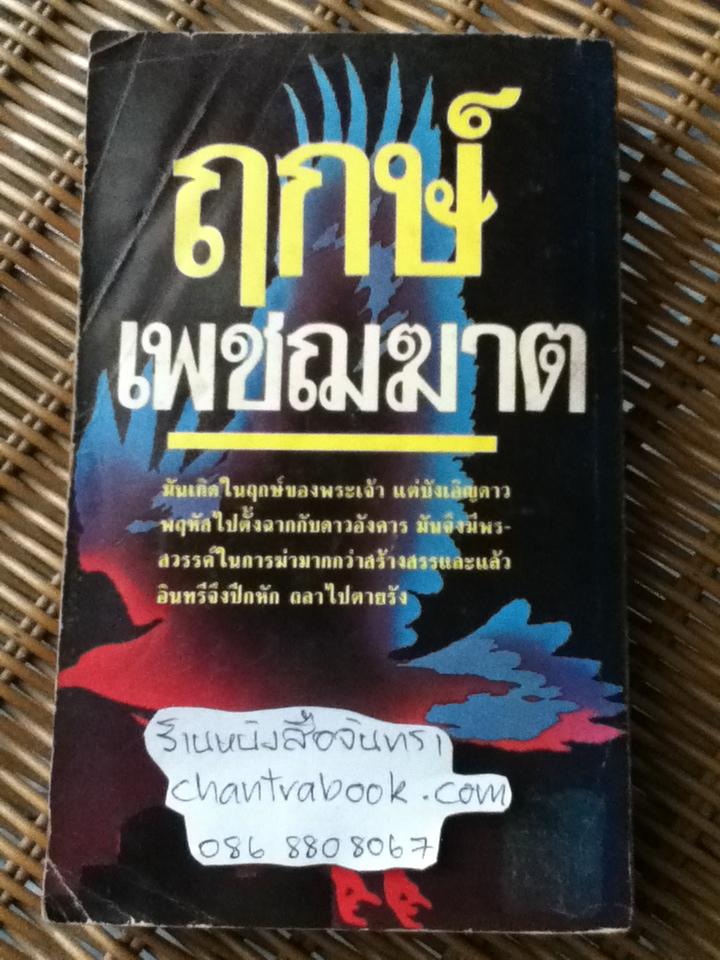 ฤกษ์
เพชฌฆาต
มันเกิดในฤกษ์ของพระเจ้า แต่บังเอิญดาว
พฤหัสไปตั้งฉากกับดาวอังคาร มันจึงมีพร-
สวรรค์ในการฆ่ามากกว่าสร้างสรรและแล้ว
อินทรีจึงปีกหัก ถลาไปตายรัง
ร้านหนังสือจันทรา
chantrabook.com
086 8808067